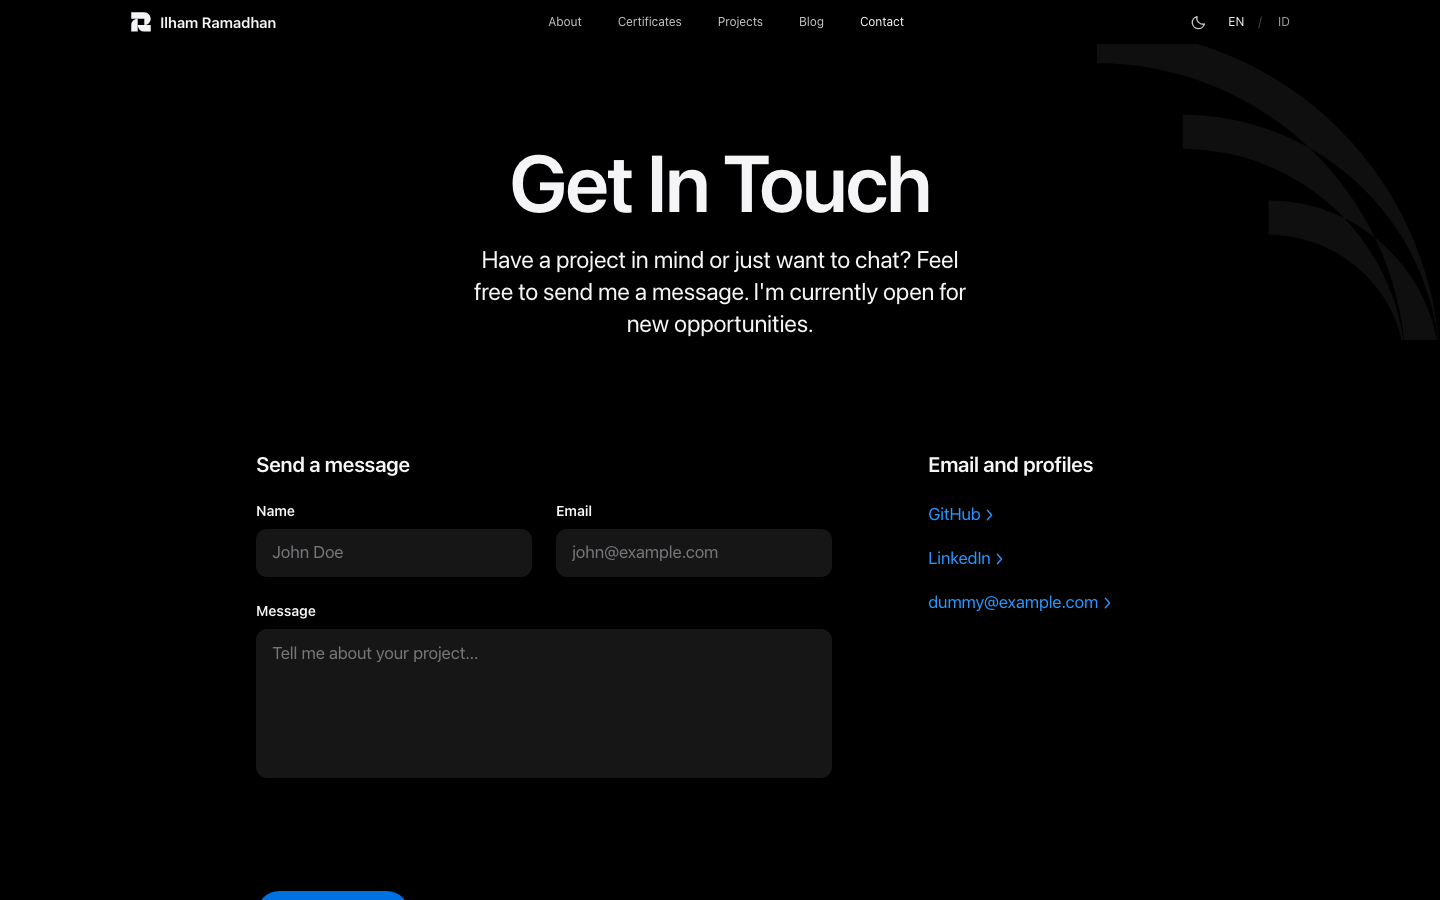 Ilham Ramadhan
About
Certificates
Projects
Blog
Contact
EN / ID
Get In Touch
Have a project in mind or just want to chat? Feel
free to send me a message. I'm currently open for
new opportunities.
Send a message
Name
Email
John Doe
john@example.com
Message
Tell me about your project...
Email and profiles
GitHub
LinkedIn
dummy@example.com